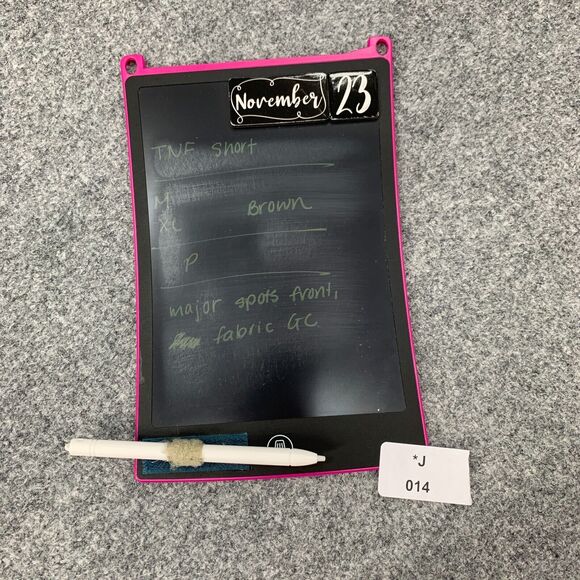 November 23
TNF short
M
XL Brown
P
major spots front,
fabric GC
*J
014